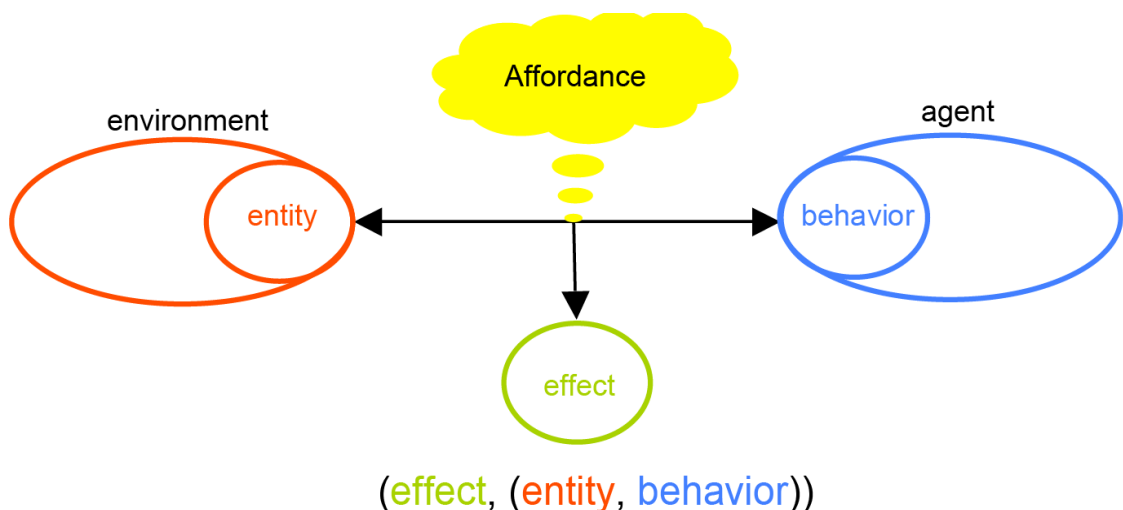 Affordance
environment
agent
entity
behavior
effect
(effect, (entity, behavior))